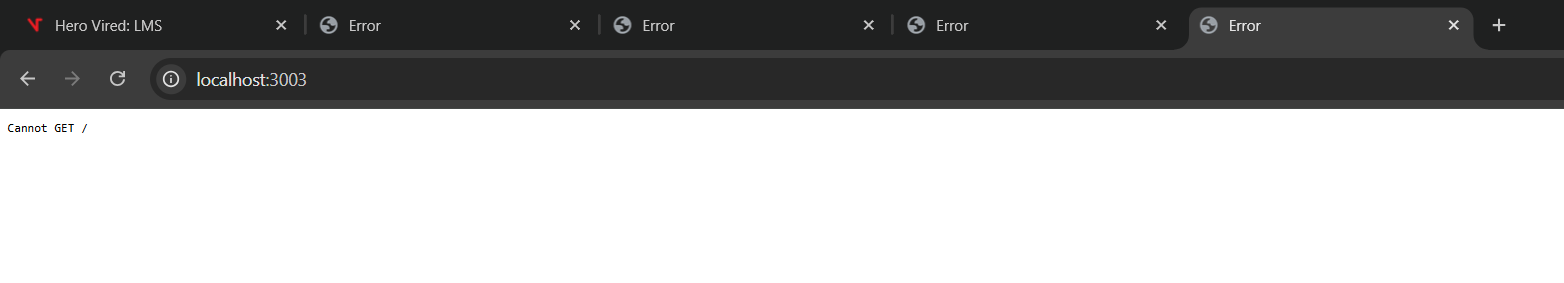 Hero Vired: LMS
Error
Error
Error
Error
localhost:3003
Cannot GET /